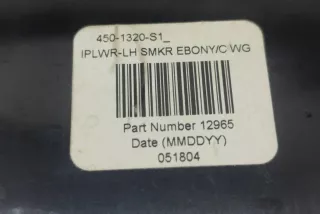 450-1320-S1_
IPLWR-LH SMKR EBONY/C WG
Part Number 12965
Date (MMDDYY)
051804